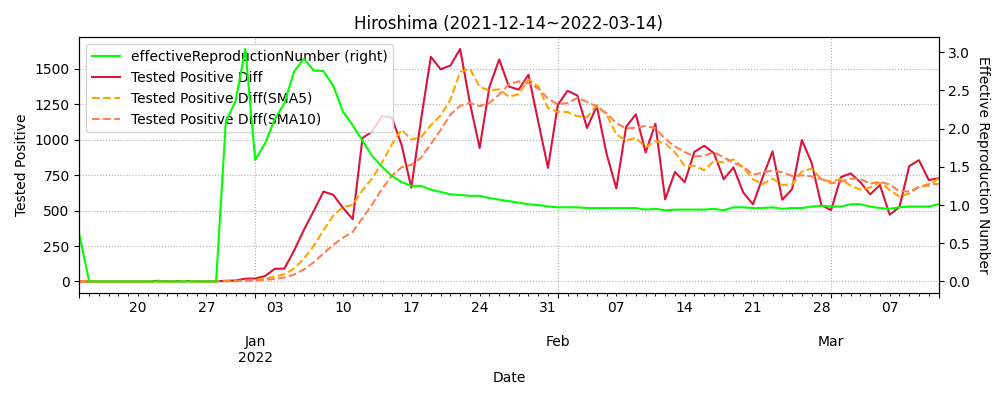 Hiroshima (2021-12-14~2022-03-14)
effectiveReproductionNumber (right)
Tested Positive Diff
Tested Positive Diff(SMA5)
Tested Positive Diff(SMA10)
Tested Positive
1500
1250
1000
750
500
250
0
Effective Reproduction Number
3.0
2.5
2.0
1.5
1.0
0.5
0.0
20 27 03 10 17 24 31 07 14 21 28 07
Jan Feb Mar
2022
Date